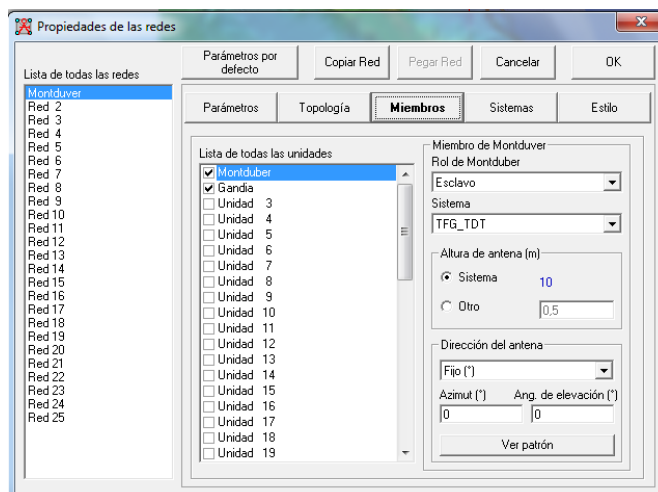 Propiedades de las redes
Parámetros por defecto
Copiar Red
Pegar Red
Cancelar
OK
Lista de todas las redes
Montduver
Red 2
Red 3
Red 4
Red 5
Red 6
Red 7
Red 8
Red 9
Red 10
Red 11
Red 12
Red 13
Red 14
Red 15
Red 16
Red 17
Red 18
Red 19
Red 20
Red 21
Red 22
Red 23
Red 24
Red 25
Parámetros
Topología
Miembros
Sistemas
Estilo
Lista de todas las unidades
Montduber
Gandia
Unidad 3
Unidad 4
Unidad 5
Unidad 6
Unidad 7
Unidad 8
Unidad 9
Unidad 10
Unidad 11
Unidad 12
Unidad 13
Unidad 14
Unidad 15
Unidad 16
Unidad 17
Unidad 18
Unidad 19
Miembro de Montduver
Rol de Montduber
Esclavo
Sistema
TFG_TDT
Altura de antena (m)
Sistema 10
Otro 0,5
Dirección del antena
Fijo (°)
Azimut (°) Ang. de elevación (°)
0 0
Ver patrón